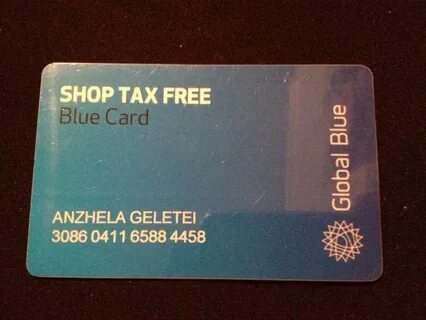 SHOP TAX FREE
Blue Card
ANZHELA GELETEI
3086 0411 6588 4458
Global Blue